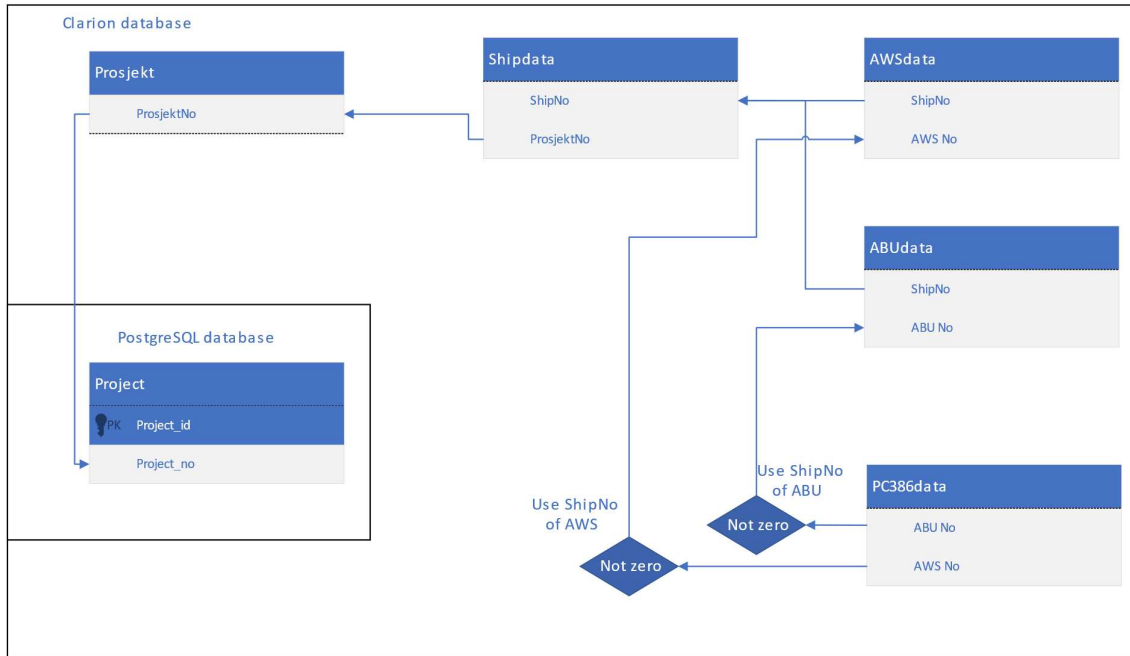 Clarion database
Prosjekt
ProsjektNo
Shipdata
ShipNo
ProsjektNo
AWSdata
ShipNo
AWS No
ABUdata
ShipNo
ABU No
PostgreSQL database
Project
PK Project_id
Project_no
Use ShipNo
of AWS
Not zero
Use ShipNo
of ABU
Not zero
PC386data
ABU No
AWS No